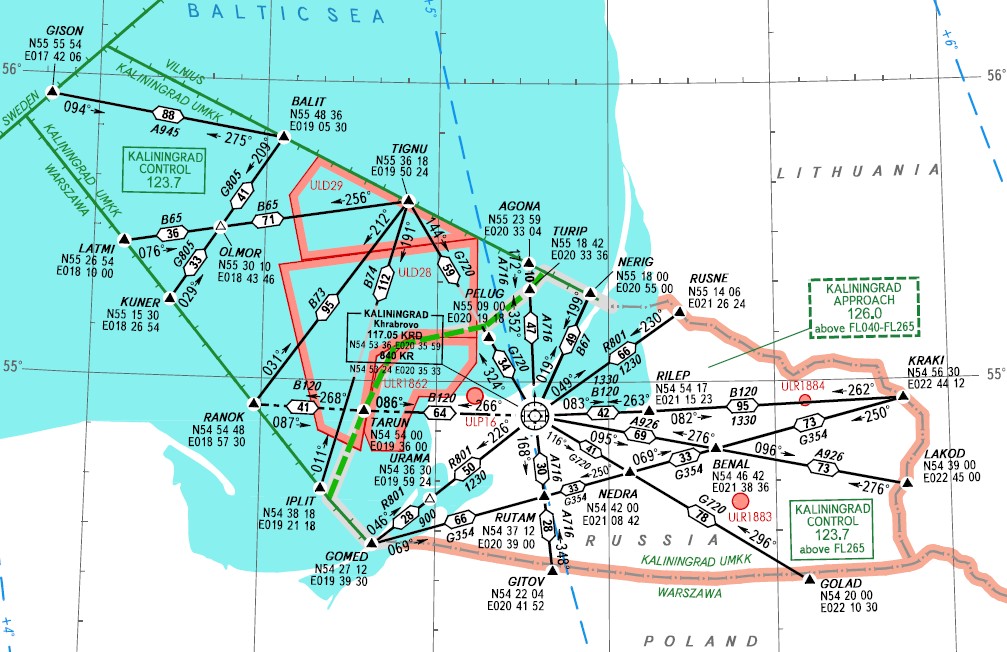 BALTIC SEA
+5°
+6°
GISON
N55 55 54
E017 42 06
56°
56°
VILNIUS
KALININGRAD UMKK
SWEDEN
094°
88
A945
275°
BALIT
N55 48 36
E019 05 30
209°
KALININGRAD UMKK
WARSZAWA
KALININGRAD
CONTROL
123.7
G805
41
TIGNU
N55 36 18
E019 50 24
ULD29
LITHUANIA
B65
36
B65
71
256°
LATMI
N55 26 54
E018 10 00
076°
G805
33
029°
OLMOR
N55 30 10
E018 43 46
212°
191°
144°
G720
59
AGONA
N55 23 59
E020 33 04
TURIP
N55 18 42
E020 33 36
KUNER
N55 15 30
E018 26 54
B74
112
ULD28
172°
10
A716
NERIG
N55 18 00
E020 55 00
RUSNE
N55 14 06
E021 26 24
B73
95
PELUG
N55 09 00
E020 19 18
352°
A716
47
199°
B67
49
019°
KALININGRAD
APPROACH
126.0
above FL040-FL265
KALININGRAD
Khrabrovo
117.05 KRD
N54 53 36 E020 35 59
640 KR
N54 53 24 E020 35 33
G720
34
324°
R801
66
1230
230°
049°
55°
55°
031°
ULR1862
RILEP
N54 54 17
E021 15 23
KRAKI
N54 56 30
E022 44 12
B120
41
268°
087°
086°
B120
64
266°
ULP16
1330
B120
083°
42
263°
082°
B120
95
1330
ULR1884
262°
RANOK
N54 54 48
E018 57 30
TARUN
N54 54 00
E019 36 00
226°
A926
095°
69
276°
73
G354
250°
011°
URAMA
N54 36 30
E019 59 24
R801
50
1230
168°
116°
G720
41
250°
069°
33
G354
096°
A926
73
276°
LAKOD
N54 39 00
E022 45 00
IPLIT
N54 38 18
E019 21 18
R801
046°
28
900
A716
30
33
G354
NEDRA
N54 42 00
E021 08 42
BENAL
N54 46 42
E021 38 36
ULR1883
G720
78
296°
KALININGRAD
CONTROL
123.7
above FL265
66
G354
069°
RUTAM
N54 37 12
E020 39 00
A716
28
348°
RUSSIA
GOMED
N54 27 12
E019 39 30
KALININGRAD UMKK
WARSZAWA
GITOV
N54 22 04
E020 41 52
GOLAD
N54 20 00
E022 10 30
+4°
POLAND